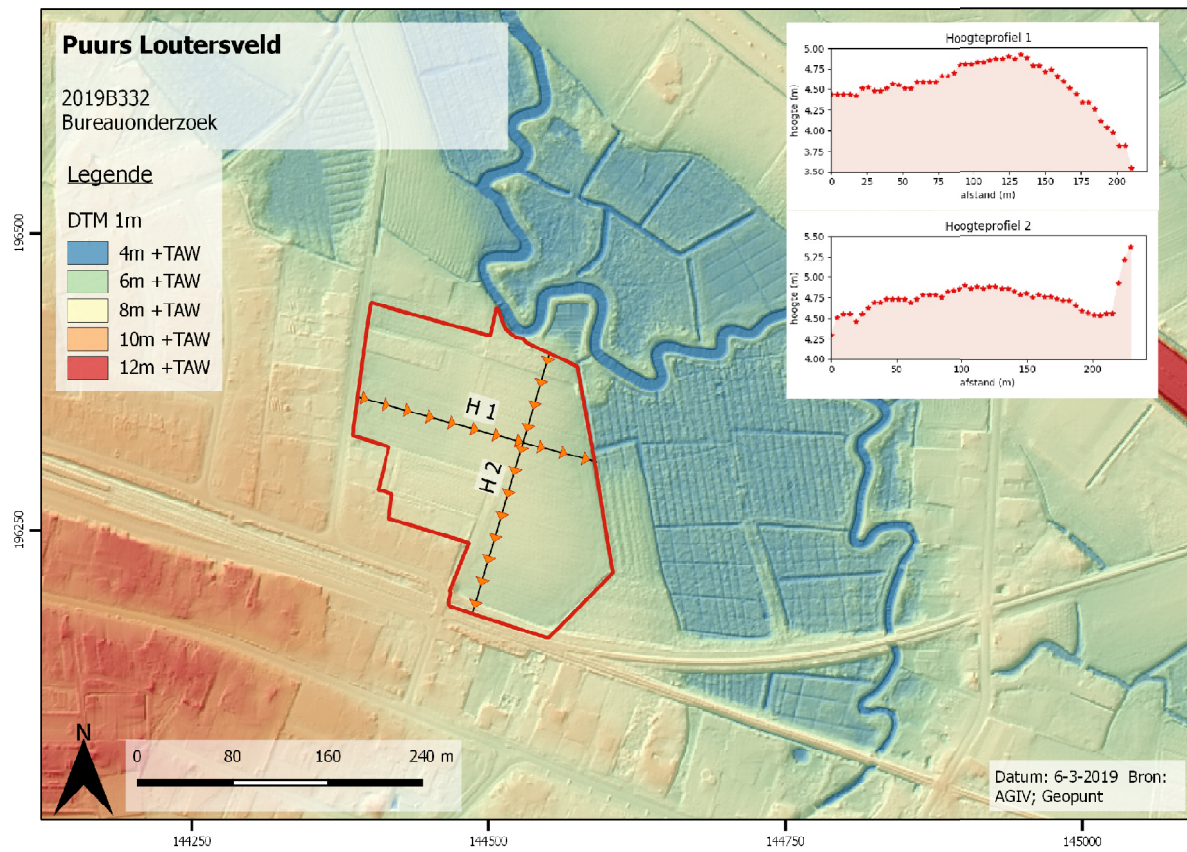 Puurs Loutersveld
2019B332
Bureauonderzoek
Legende
DTM 1m
4m +TAW
6m +TAW
8m +TAW
10m +TAW
12m +TAW
Hoogteprofiel 1
hoogte (m)
5.00
4.75
4.50
4.25
4.00
3.75
3.50
0 25 50 75 100 125 150 175 200
afstand (m)
Hoogteprofiel 2
hoogte (m)
5.50
5.25
5.00
4.75
4.50
4.25
4.00
0 50 100 150 200
afstand (m)
H 1
H 2
196500
196250
N
0 80 160 240 m
Datum: 6-3-2019 Bron:
AGIV; Geopunt
144250 144500 144750 145000